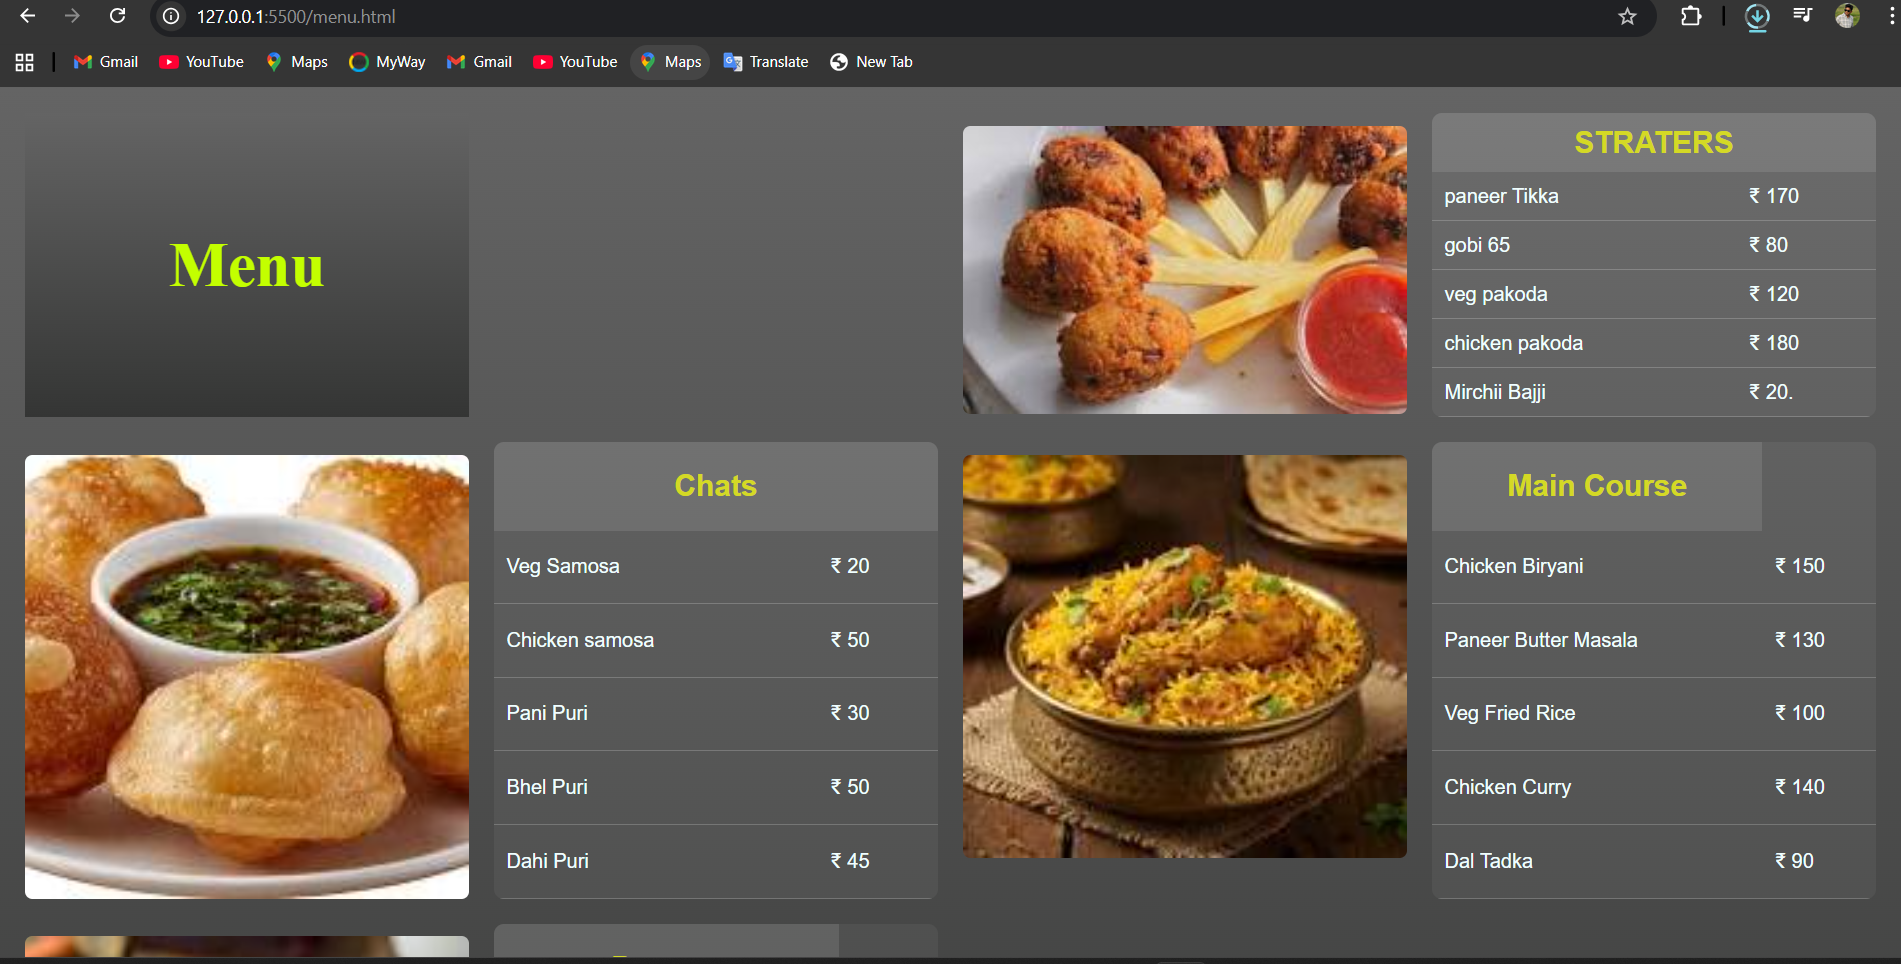 127.0.0.1:5500/menu.html
Gmail YouTube Maps MyWay Gmail YouTube Maps Translate New Tab
Menu
STRATERS
paneer Tikka ₹ 170
gobi 65 ₹ 80
veg pakoda ₹ 120
chicken pakoda ₹ 180
Mirchii Bajji ₹ 20.
Chats
Veg Samosa ₹ 20
Chicken samosa ₹ 50
Pani Puri ₹ 30
Bhel Puri ₹ 50
Dahi Puri ₹ 45
Main Course
Chicken Biryani ₹ 150
Paneer Butter Masala ₹ 130
Veg Fried Rice ₹ 100
Chicken Curry ₹ 140
Dal Tadka ₹ 90